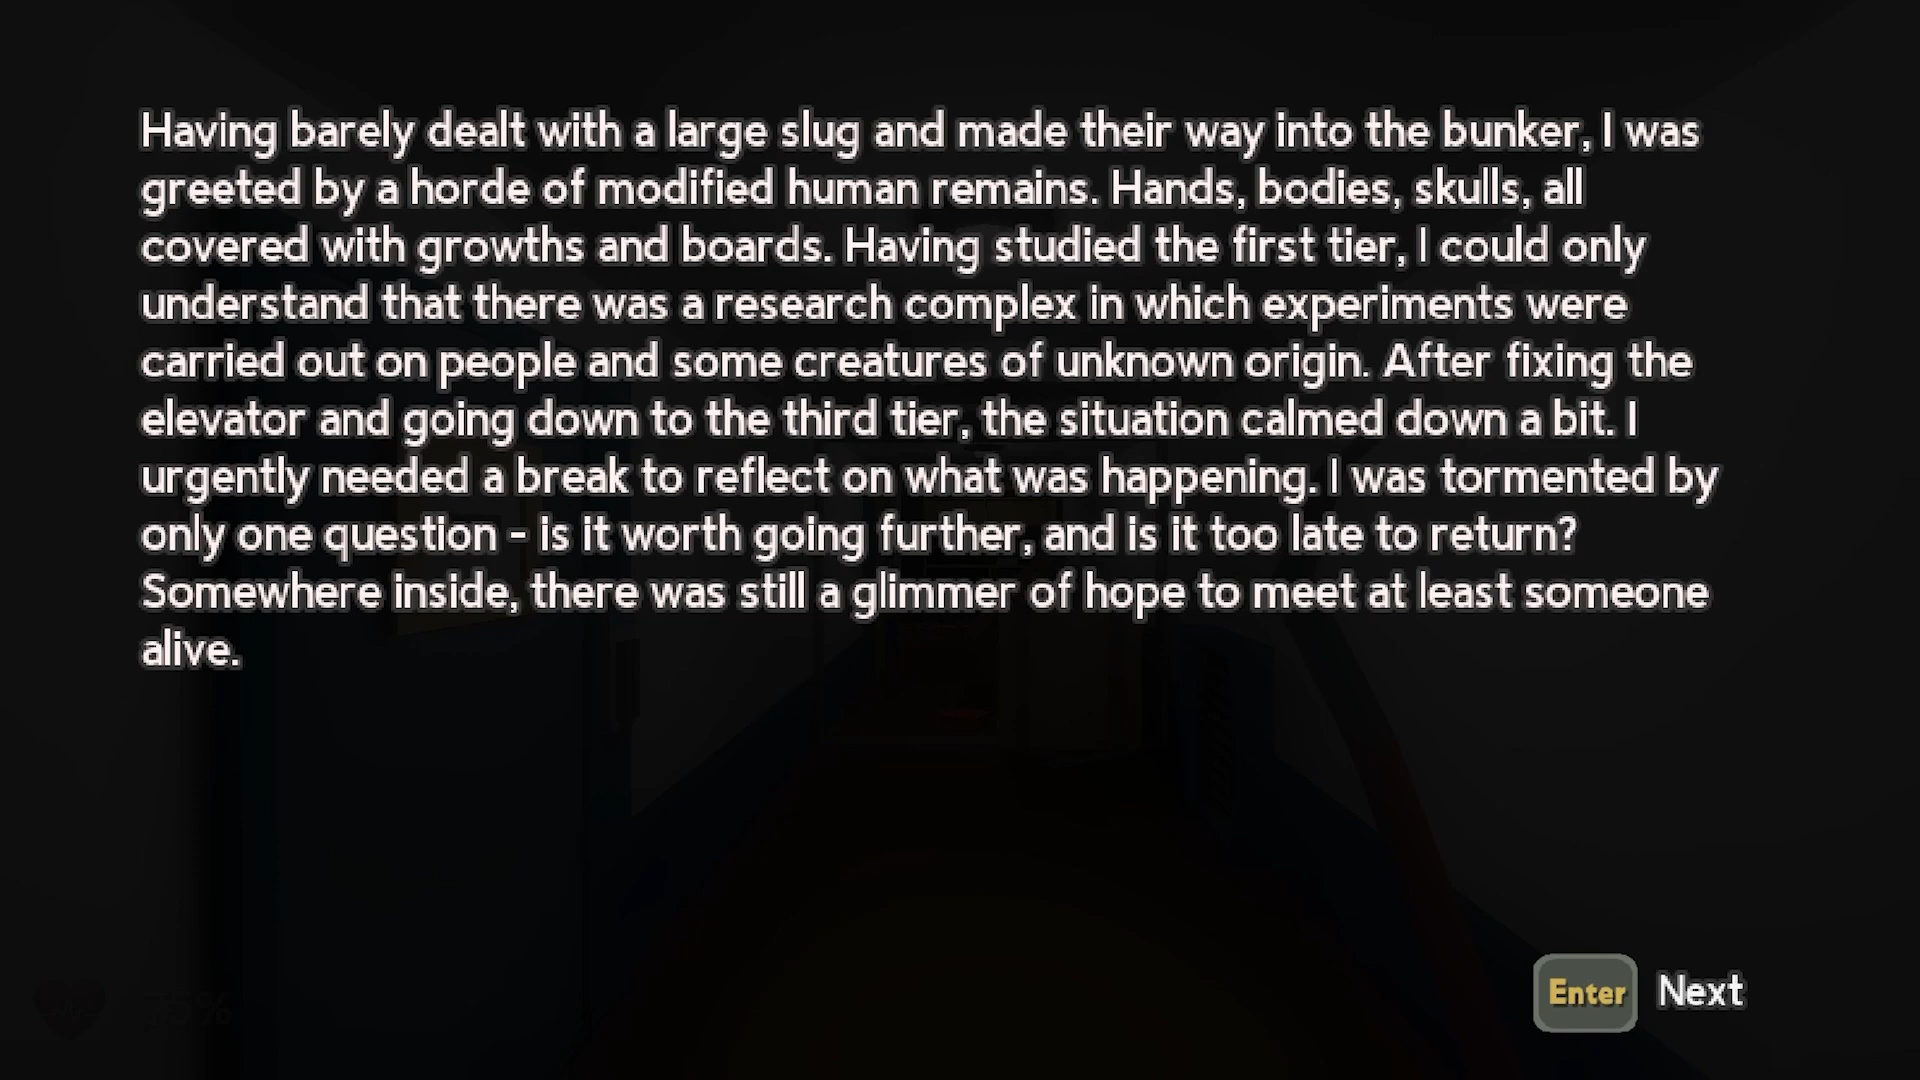 Having barely dealt with a large slug and made their way into the bunker, I was
greeted by a horde of modified human remains. Hands, bodies, skulls, all
covered with growths and boards. Having studied the first tier, I could only
understand that there was a research complex in which experiments were
carried out on people and some creatures of unknown origin. After fixing the
elevator and going down to the third tier, the situation calmed down a bit. I
urgently needed a break to reflect on what was happening. I was tormented by
only one question - is it worth going further, and is it too late to return?
Somewhere inside, there was still a glimmer of hope to meet at least someone
alive.
75%
Enter Next